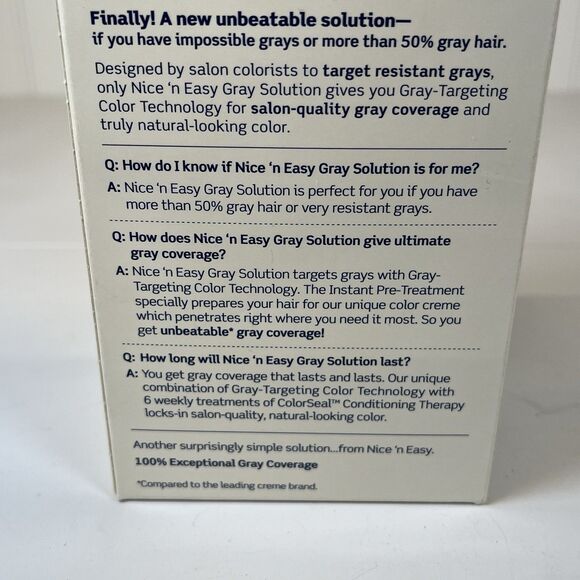 Finally! A new unbeatable solution—
if you have impossible grays or more than 50% gray hair.
Designed by salon colorists to target resistant grays,
only Nice 'n Easy Gray Solution gives you Gray-Targeting
Color Technology for salon-quality gray coverage and
truly natural-looking color.
Q: How do I know if Nice 'n Easy Gray Solution is for me?
A: Nice 'n Easy Gray Solution is perfect for you if you have
more than 50% gray hair or very resistant grays.
Q: How does Nice 'n Easy Gray Solution give ultimate
gray coverage?
A: Nice 'n Easy Gray Solution targets grays with Gray-
Targeting Color Technology. The Instant Pre-Treatment
specially prepares your hair for our unique color creme
which penetrates right where you need it most. So you
get unbeatable* gray coverage!
Q: How long will Nice 'n Easy Gray Solution last?
A: You get gray coverage that lasts and lasts. Our unique
combination of Gray-Targeting Color Technology with
6 weekly treatments of ColorSeal™ Conditioning Therapy
locks-in salon-quality, natural-looking color.
Another surprisingly simple solution...from Nice 'n Easy.
100% Exceptional Gray Coverage
*Compared to the leading creme brand.